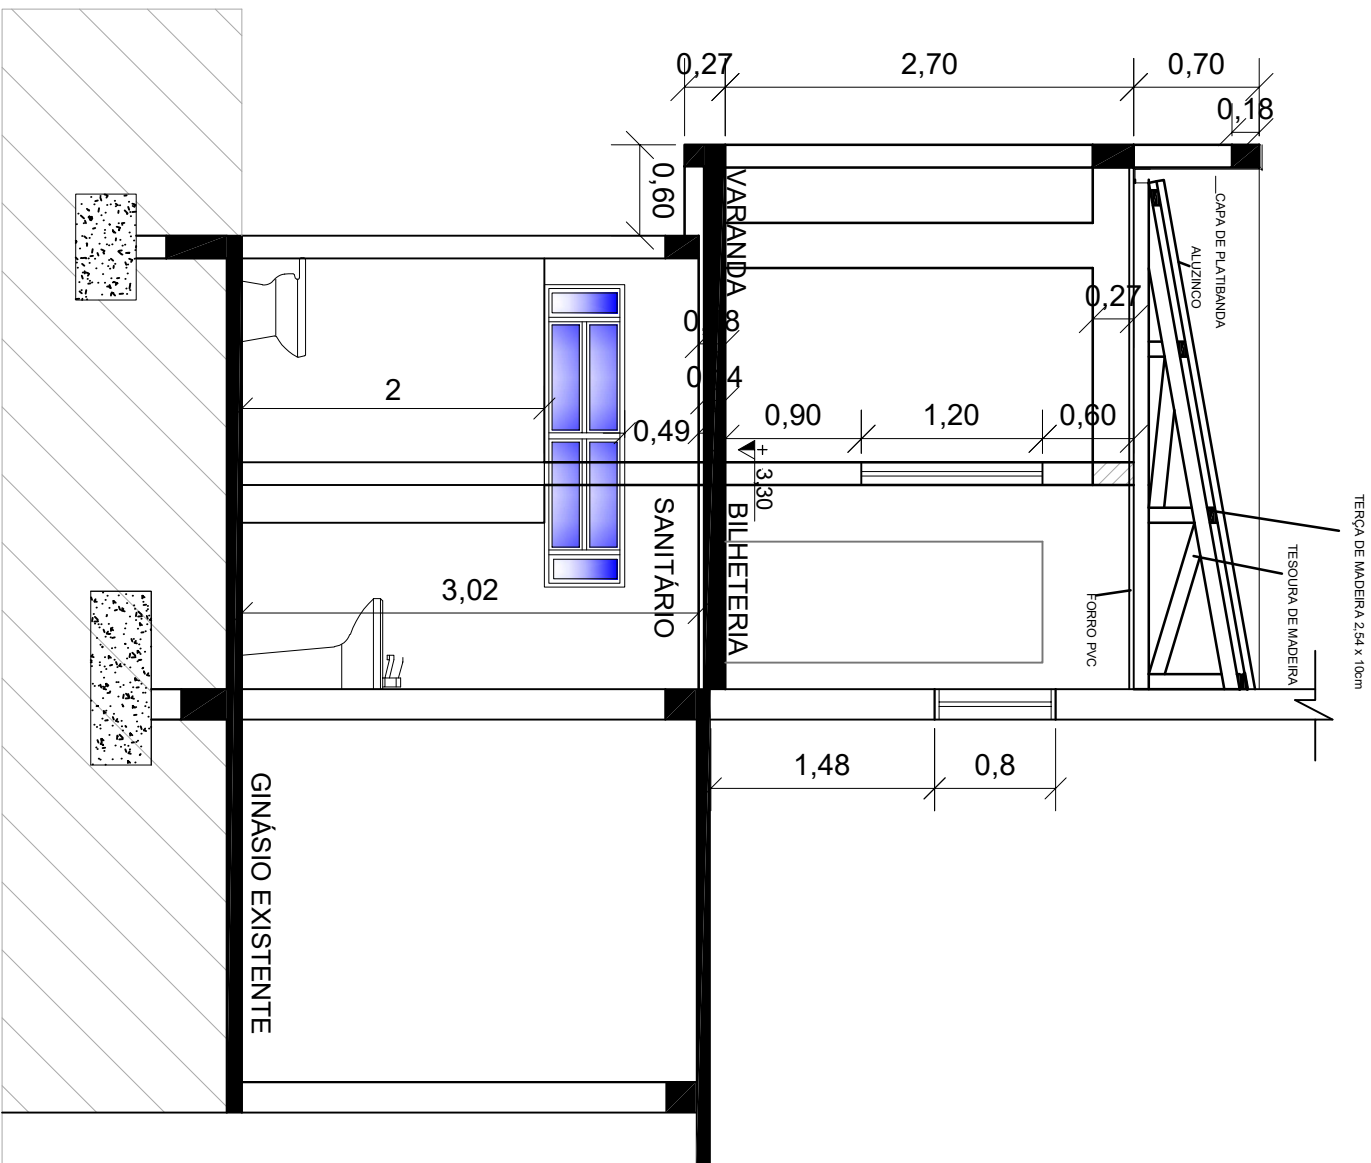 0,27
2,70
0,70
0,18
0,60
VARANDA
CAPA DE PLATIBANDA
ALUZINCO
0,27
2
0,49
0,90
1,20
0,60
+ 3,30
SANITÁRIO
BILHETERIA
TERÇA DE MADEIRA 2,54 x 10cm
TESOURA DE MADEIRA
FORRO PVC
3,02
1,48
0,8
GINÁSIO EXISTENTE